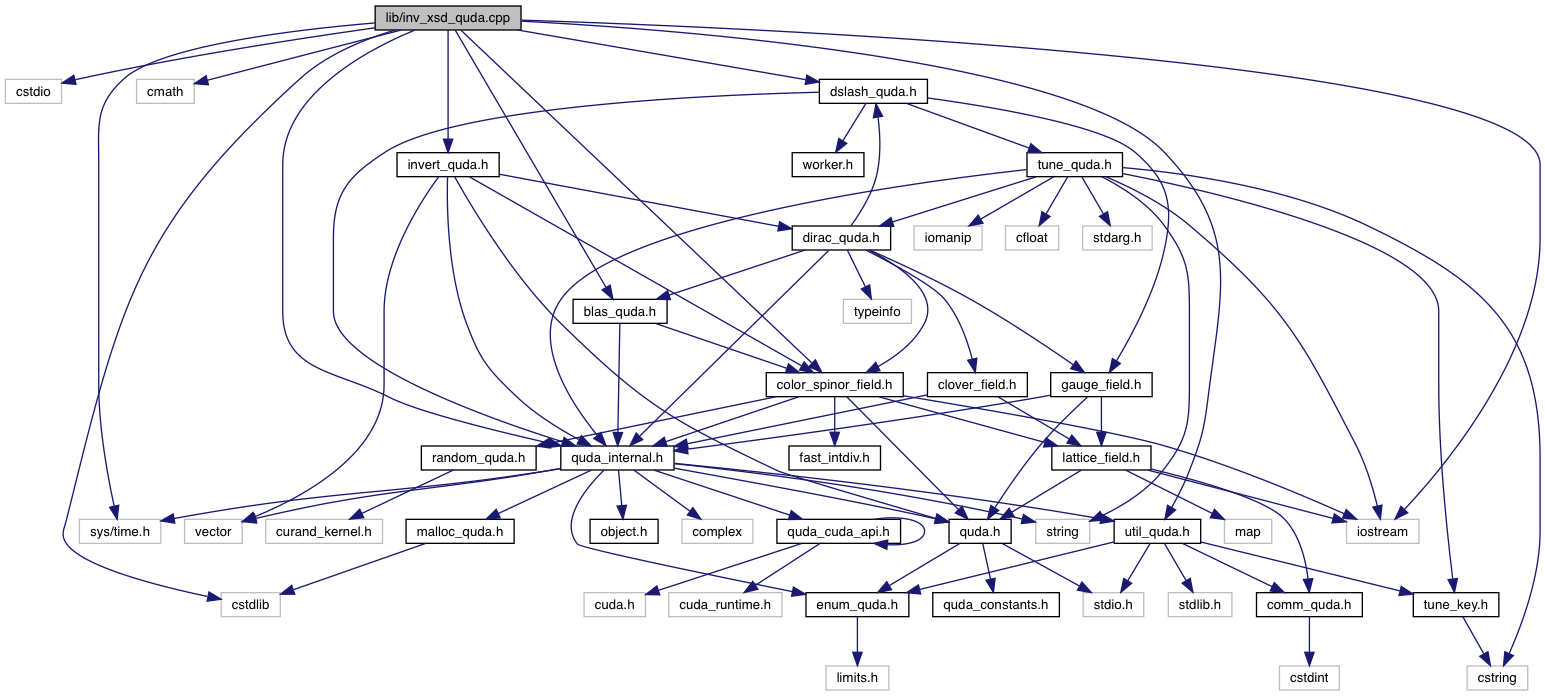 lib/inv_xsd_quda.cpp
cstdio
cmath
dslash_quda.h
invert_quda.h
worker.h
tune_quda.h
dirac_quda.h
iomanip
cfloat
stdarg.h
blas_quda.h
typeinfo
color_spinor_field.h
clover_field.h
gauge_field.h
random_quda.h
quda_internal.h
fast_intdiv.h
lattice_field.h
sys/time.h
vector
curand_kernel.h
malloc_quda.h
object.h
complex
quda_cuda_api.h
quda.h
string
util_quda.h
map
iostream
cstdlib
cuda.h
cuda_runtime.h
enum_quda.h
quda_constants.h
stdio.h
stdlib.h
comm_quda.h
tune_key.h
limits.h
cstdint
cstring